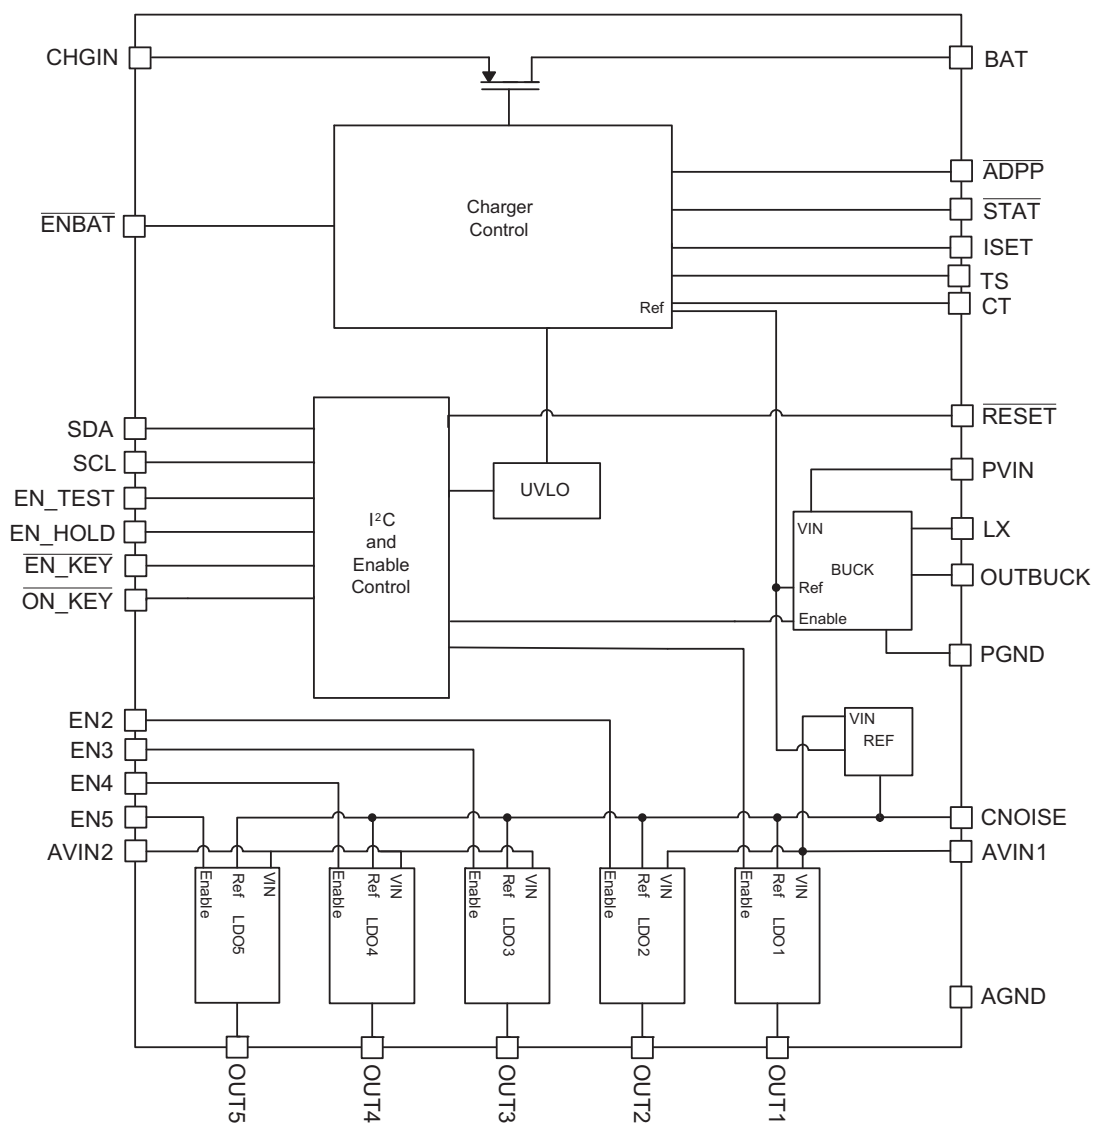 CHGIN
BAT
ADPP
Charger
Control
ENBAT
STAT
ISET
TS
CT
Ref
RESET
SDA
SCL
EN_TEST
EN_HOLD
EN_KEY
ON_KEY
I²C
and
Enable
Control
UVLO
PVIN
VIN
LX
BUCK
OUTBUCK
Ref
Enable
PGND
EN2
EN3
EN4
EN5
AVIN2
VIN
REF
CNOISE
AVIN1
Enable
Ref
VIN
LDO5
Enable
Ref
VIN
LDO4
Enable
Ref
VIN
LDO3
Enable
Ref
VIN
LDO2
Enable
Ref
VIN
LDO1
AGND
OUT5
OUT4
OUT3
OUT2
OUT1